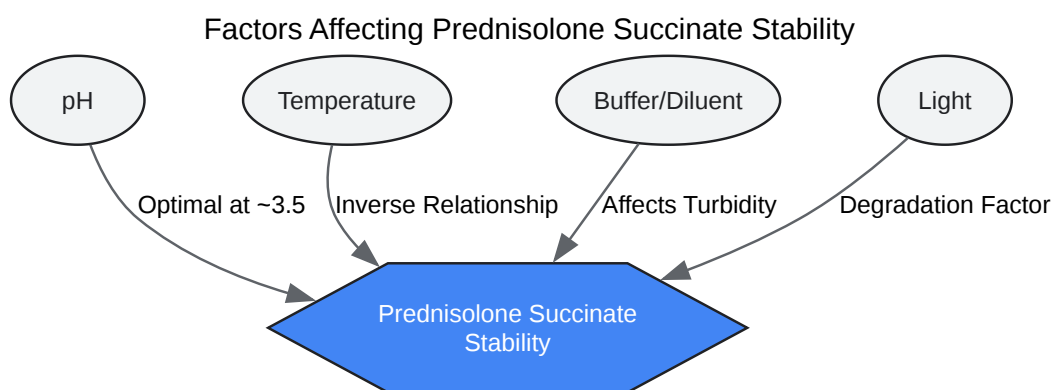 Factors Affecting Prednisolone Succinate Stability
pH
Temperature
Buffer/Diluent
Light
Optimal at ~3.5
Inverse Relationship
Affects Turbidity
Degradation Factor
Prednisolone Succinate
Stability